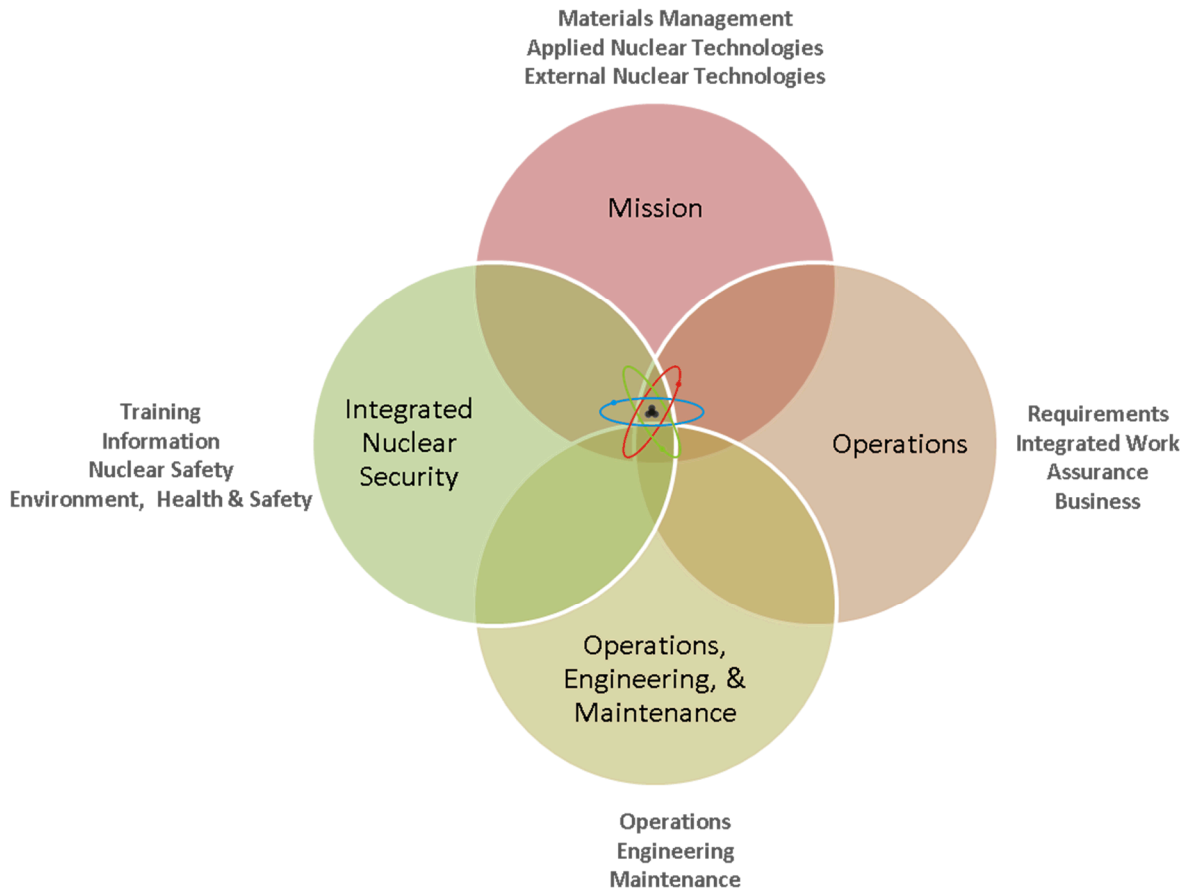 Materials Management
Applied Nuclear Technologies
External Nuclear Technologies
Mission
Integrated
Nuclear
Security
Training
Information
Nuclear Safety
Environment,  Health & Safety
Operations
Requirements
Integrated Work
Assurance
Business
Operations,
Engineering, &
Maintenance
Operations
Engineering
Maintenance